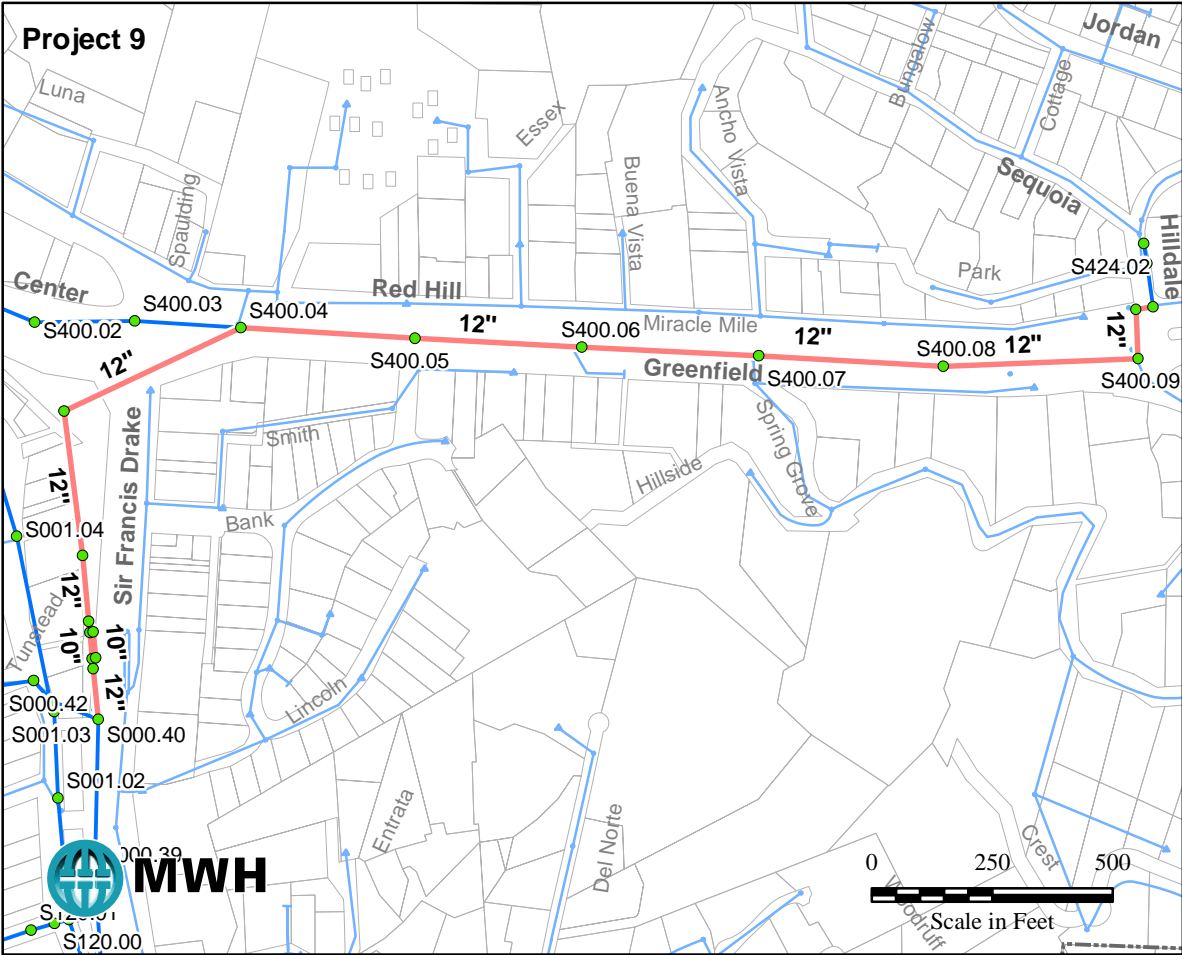 Project 9
Jordan
Luna
Bungalow
Cottage
Essex
Ancho Vista
Buena Vista
Sequoia
Spaulding
Hilldale
Park
S424.02
Center
S400.03
Red Hill
S400.04
S400.02
12"
S400.06
Miracle Mile
12"
12"
12"
S400.05
S400.08
12"
Greenfield
S400.07
S400.09
Sir Francis Drake
Smith
Spring Grove
Hillside
12"
Bank
S001.04
12"
Tunstead
10"
10"
12"
Lincoln
S000.42
S001.03
S000.40
S001.02
Entrata
Del Norte
Crest
000.39
MWH
0 250 500
Scale in Feet
Woodruff
S120.00